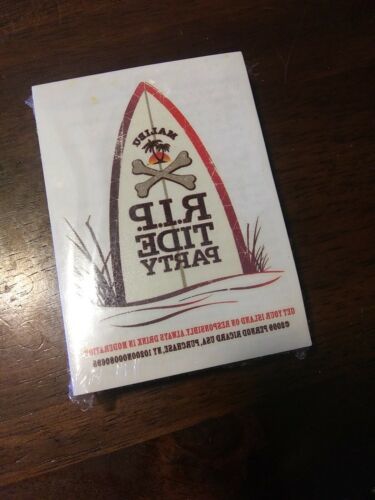 MALIBU
R.I.P.
TIDE
PARTY
GET YOUR ISLAND ON RESPONSIBLY. ALWAYS DRINK IN MODERATION.
©2009 PERNOD RICARD USA, PURCHASE, NY